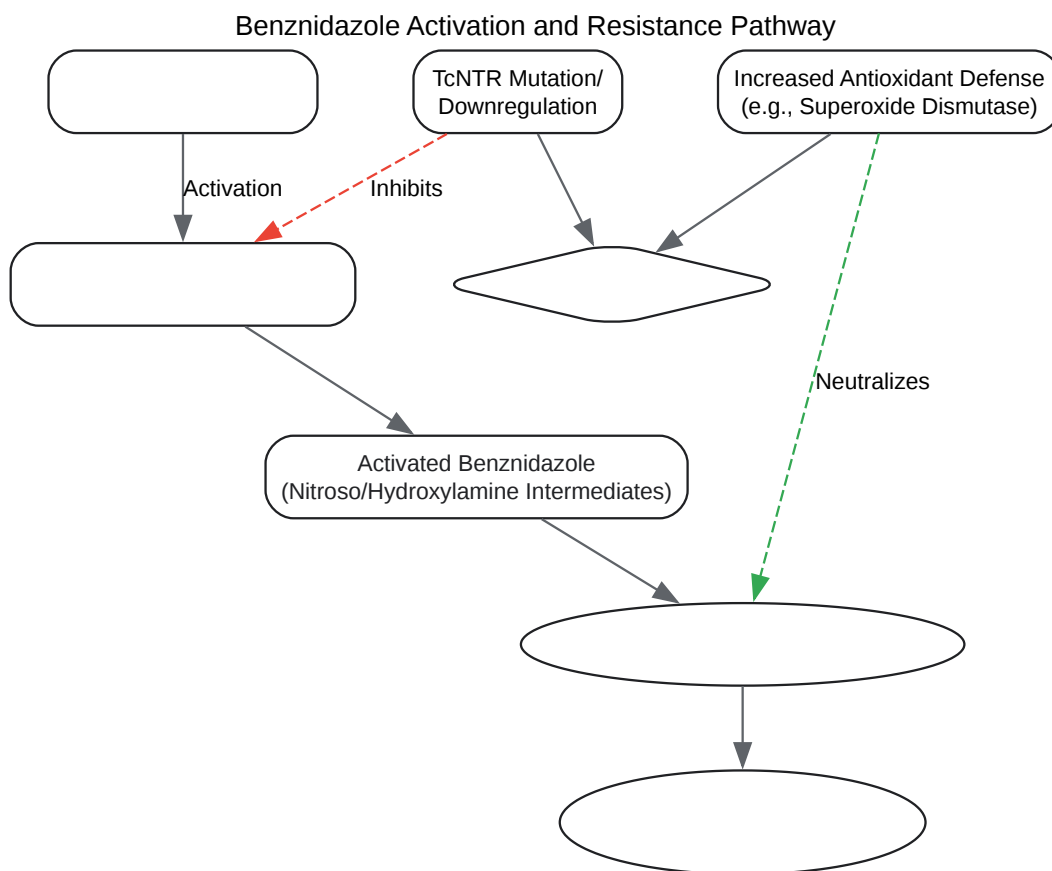 Benznidazole Activation and Resistance Pathway
TcNTR Mutation/
Downregulation
Increased Antioxidant Defense
(e.g., Superoxide Dismutase)
Activation
Inhibits
Neutralizes
Activated Benznidazole
(Nitroso/Hydroxylamine Intermediates)